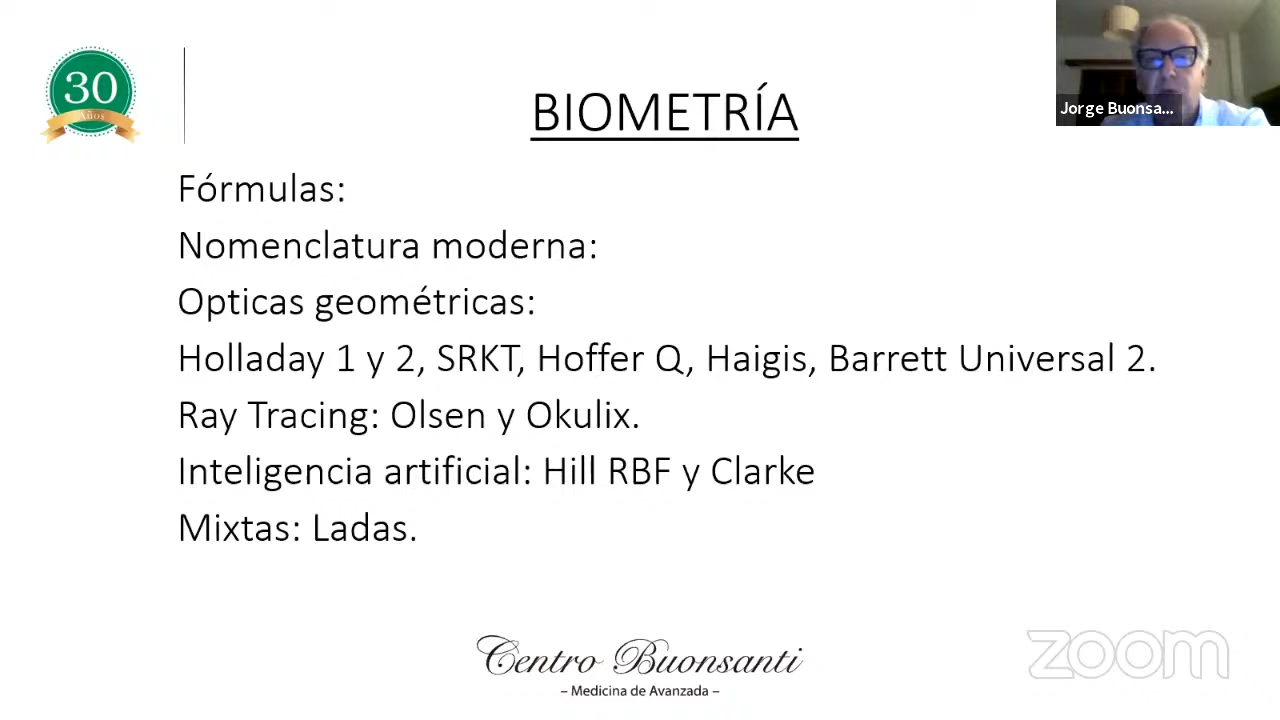 30
Años
BIOMETRÍA
Jorge Buonsa...
Fórmulas:
Nomenclatura moderna:
Opticas geométricas:
Holladay 1 y 2, SRKT, Hoffer Q, Haigis, Barrett Universal 2.
Ray Tracing: Olsen y Okulix.
Inteligencia artificial: Hill RBF y Clarke
Mixtas: Ladas.
Centro Buonsanti
– Medicina de Avanzada –
zoom